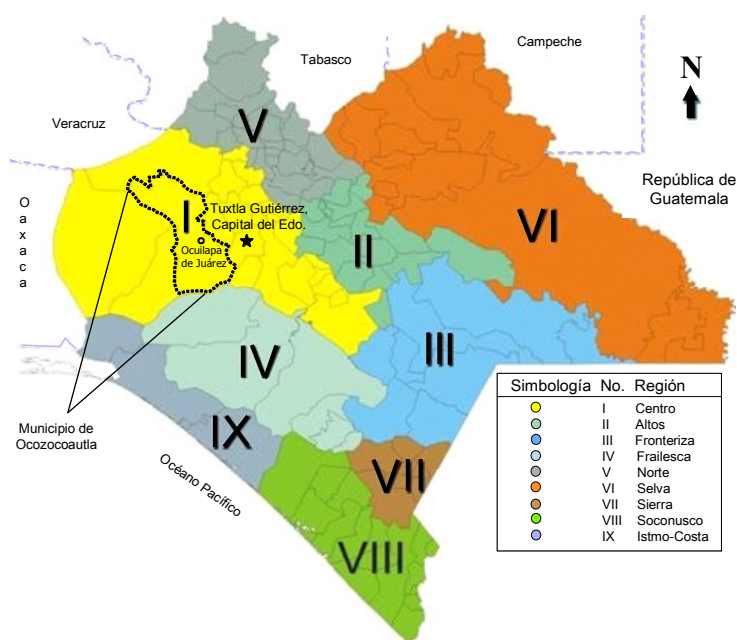 Campeche
Tabasco
N
Veracruz
V
República de
Guatemala
O
a
x
a
c
a
I
Tuxtla Gutiérrez,
Capital del Edo.
VI
Ocuilapa
de Juárez
II
III
IV
Simbología No. Región
I Centro
II Altos
III Fronteriza
IV Frailesca
V Norte
VI Selva
VII Sierra
VIII Soconusco
IX Istmo-Costa
Municipio de
Ocozocoautla
IX
VII
Océano Pacífico
VIII